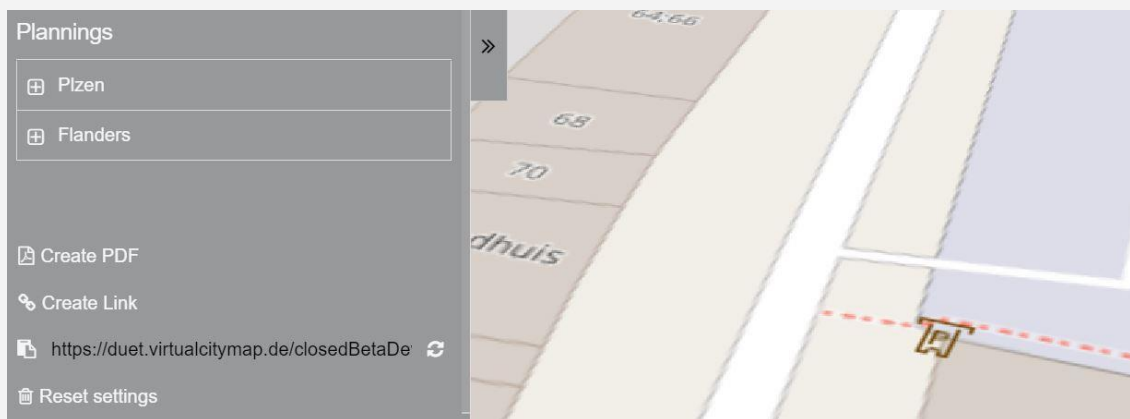 Plannings
Plzen
Flanders
Create PDF
Create Link
https://duet.virtualcitymap.de/closedBetaDe
Reset settings
64;66
68
70
dhuis
P